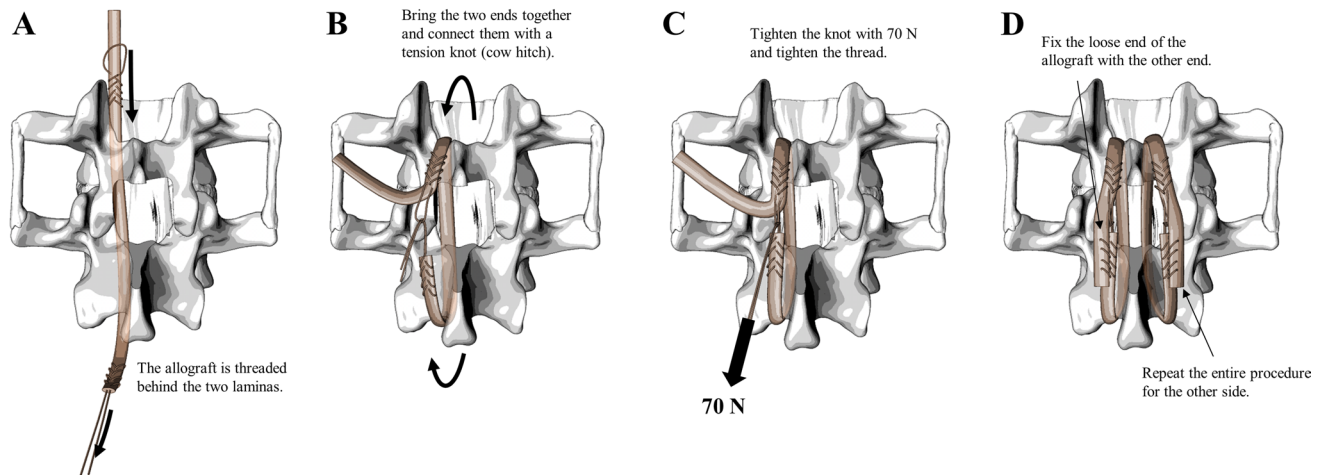 A
The allograft is threaded
behind the two laminas.
B
Bring the two ends together
and connect them with a
tension knot (cow hitch).
C
Tighten the knot with 70 N
and tighten the thread.
70 N
D
Fix the loose end of the
allograft with the other end.
Repeat the entire procedure
for the other side.